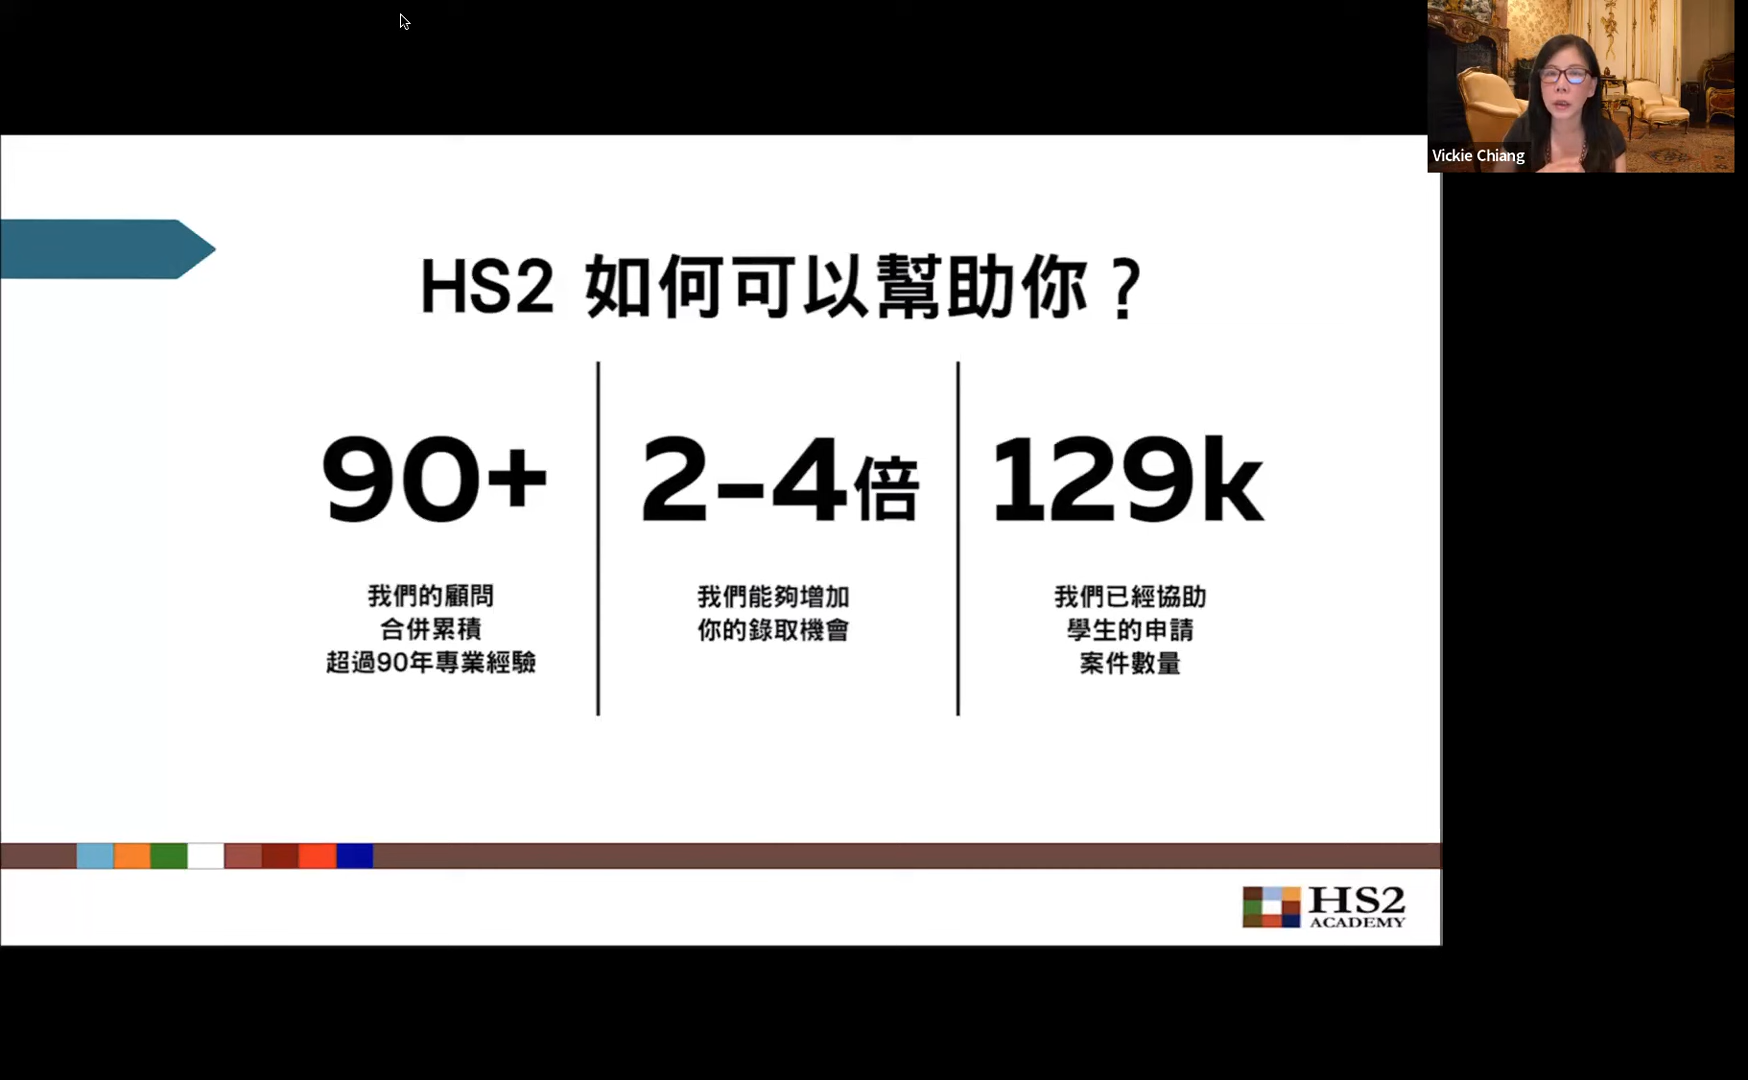 Vickie Chiang
HS2 如何可以幫助你？
90+
我們的顧問
合併累積
超過90年專業經驗
2-4倍
我們能夠增加
你的錄取機會
129k
我們已經協助
學生的申請
案件數量
HS2
ACADEMY